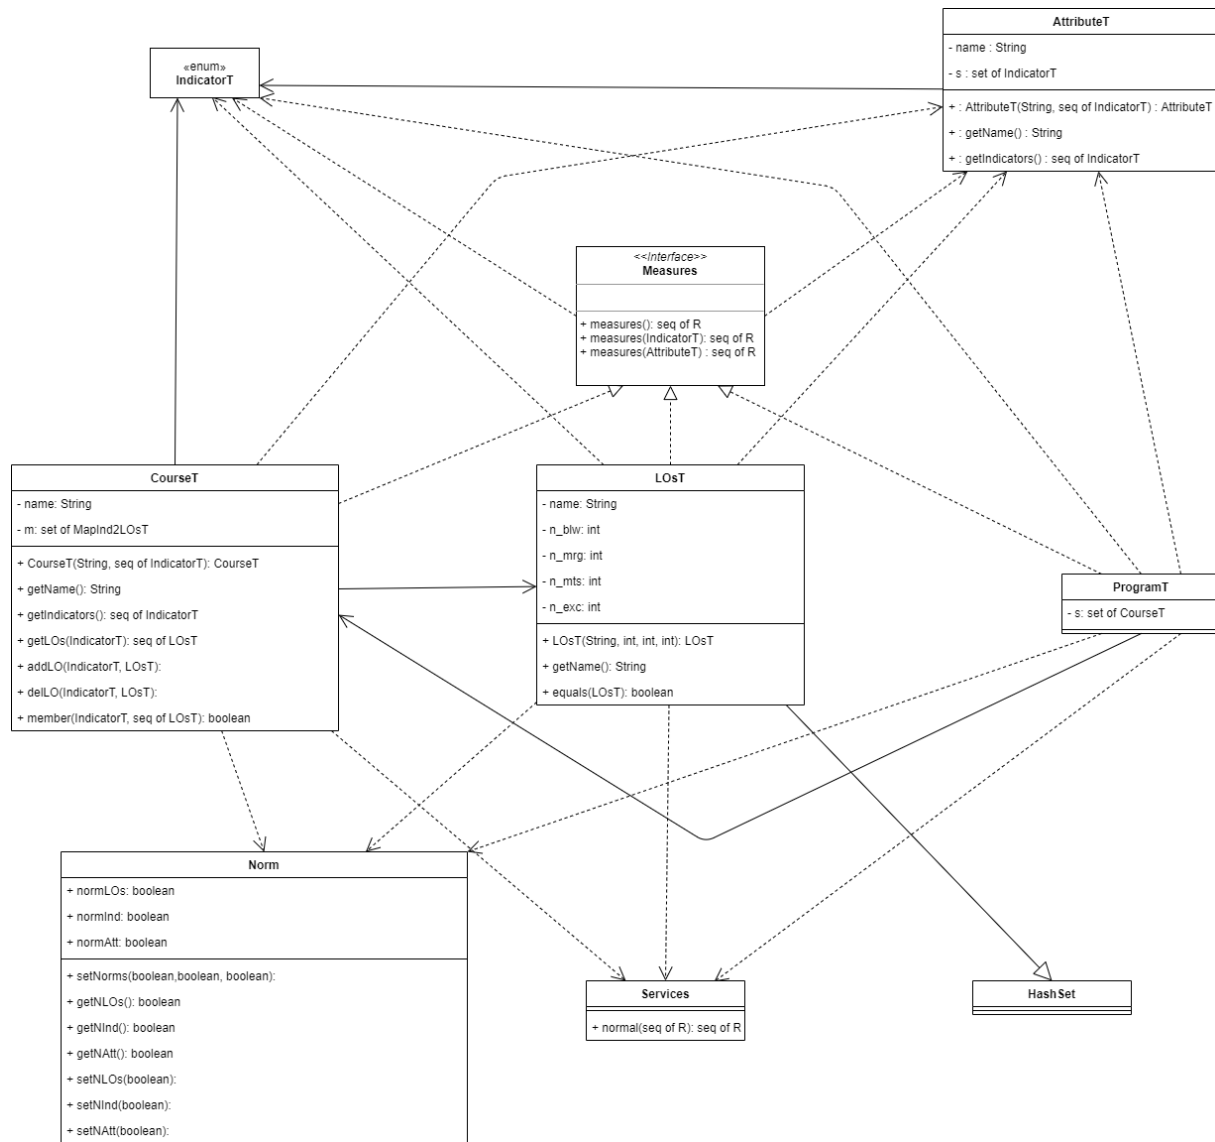 AttributeT
- name : String
- s : set of IndicatorT
+ : AttributeT(String, seq of IndicatorT) : AttributeT
+ : getName() : String
+ : getIndicators() : seq of IndicatorT
«enum»
IndicatorT
<<Interface>>
Measures
+ measures(): seq of R
+ measures(IndicatorT): seq of R
+ measures(AttributeT) : seq of R
CourseT
- name: String
- m: set of MapInd2LOsT
+ CourseT(String, seq of IndicatorT): CourseT
+ getName(): String
+ getIndicators(): seq of IndicatorT
+ getLOs(IndicatorT): seq of LOsT
+ addLO(IndicatorT, LOsT):
+ delLO(IndicatorT, LOsT):
+ member(IndicatorT, seq of LOsT): boolean
LOsT
- name: String
- n_blw: int
- n_mrg: int
- n_mts: int
- n_exc: int
+ LOsT(String, int, int, int): LOsT
+ getName(): String
+ equals(LOsT): boolean
ProgramT
- s: set of CourseT
Norm
+ normLOs: boolean
+ normInd: boolean
+ normAtt: boolean
+ setNorms(boolean,boolean, boolean):
+ getNLOs(): boolean
+ getNInd(): boolean
+ getNAtt(): boolean
+ setNLOs(boolean):
+ setNInd(boolean):
+ setNAtt(boolean):
Services
+ normal(seq of R): seq of R
HashSet